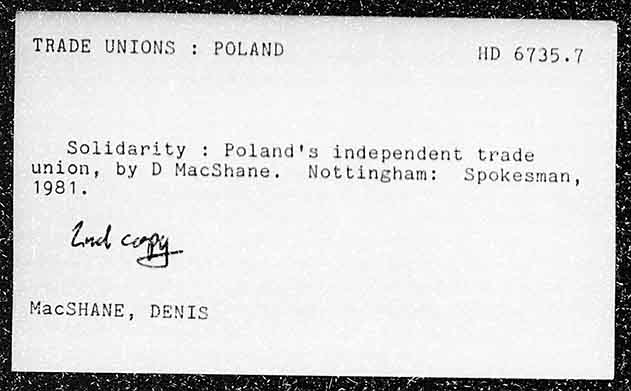 TRADE UNIONS : POLAND HD 6735.7
Solidarity : Poland's independent trade
union, by D MacShane. Nottingham: Spokesman,
1981.
2nd copy
MacSHANE, DENIS